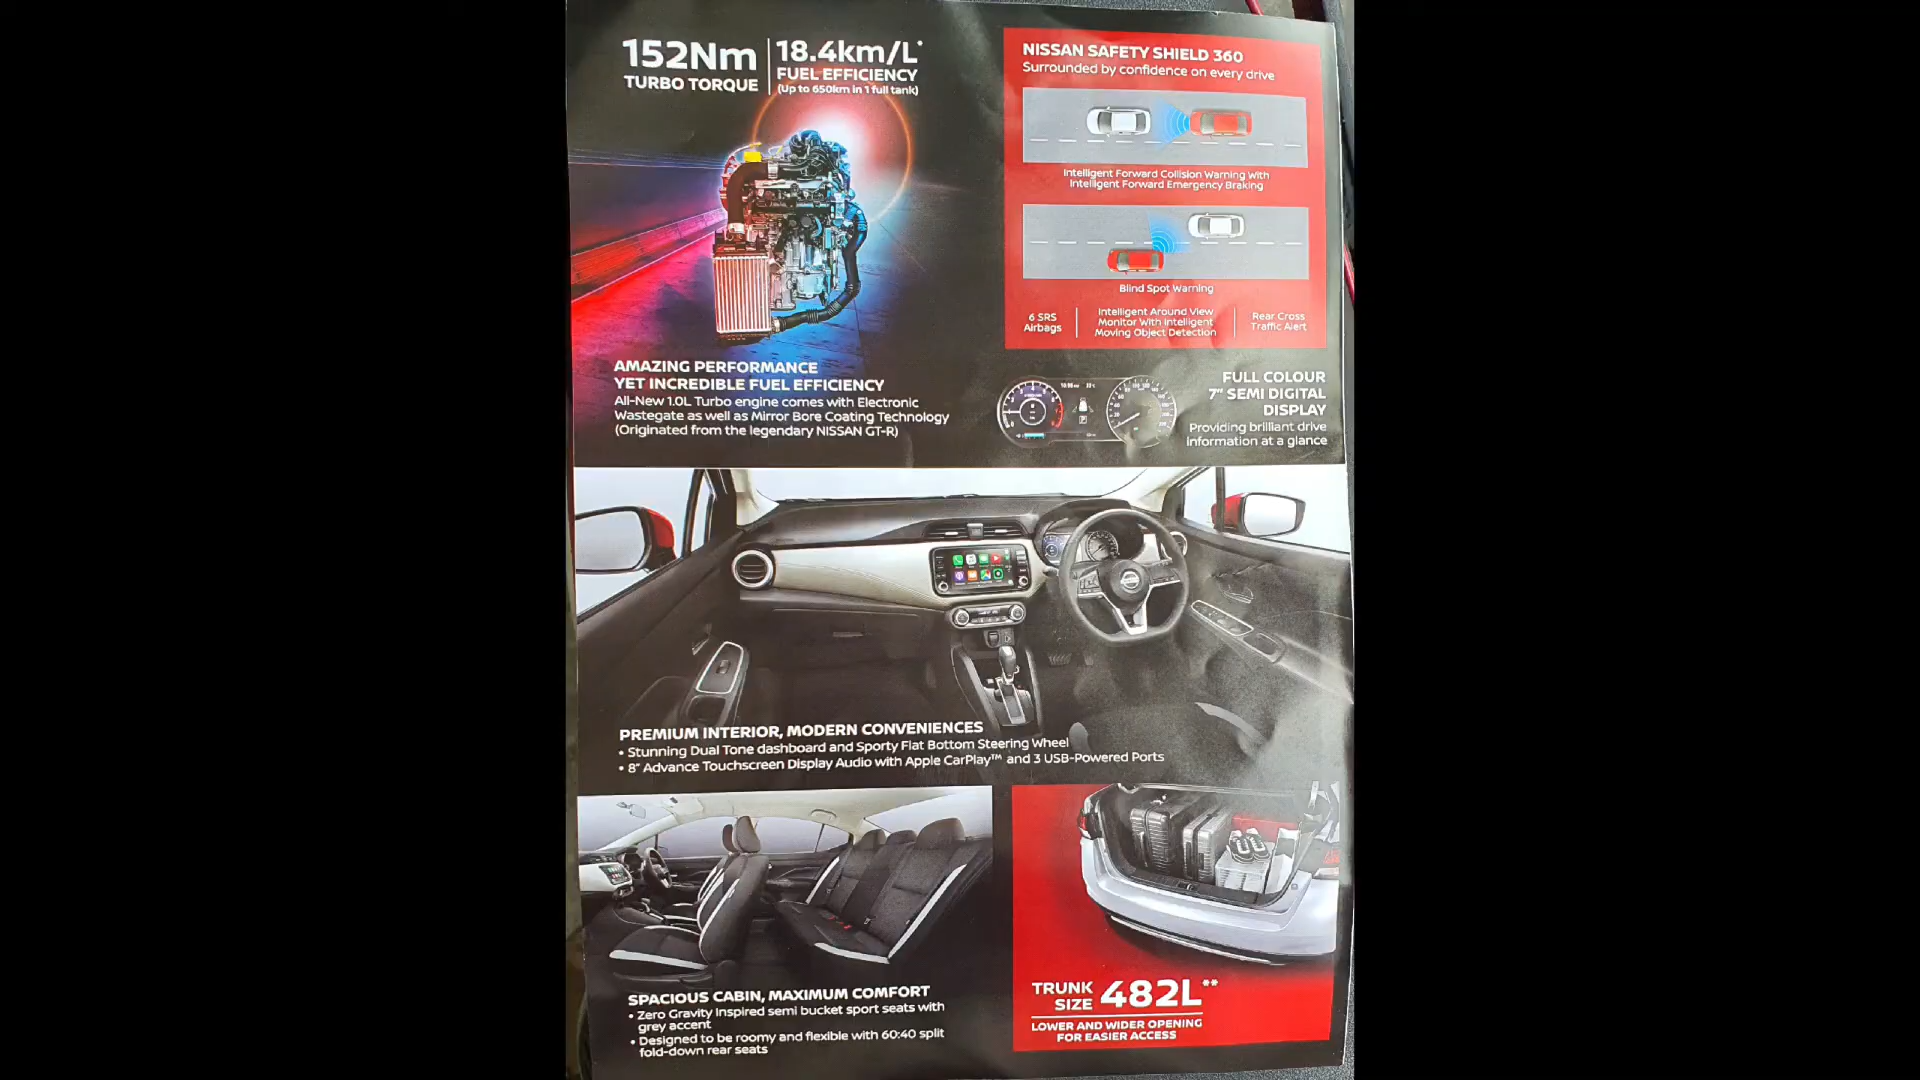 152Nm
TURBO TORQUE
18.4km/L*
FUEL EFFICIENCY
(Up to 650km in 1 full tank)
NISSAN SAFETY SHIELD 360
Surrounded by confidence on every drive
Intelligent Forward Collision Warning With
Intelligent Forward Emergency Braking
Blind Spot Warning
6 SRS
Airbags
Intelligent Around View
Monitor With Intelligent
Moving Object Detection
Rear Cross
Traffic Alert
AMAZING PERFORMANCE
YET INCREDIBLE FUEL EFFICIENCY
All-New 1.0L Turbo engine comes with Electronic
Wastegate as well as Mirror Bore Coating Technology
(Originated from the legendary NISSAN GT-R)
FULL COLOUR
7" SEMI DIGITAL
DISPLAY
Providing brilliant drive
information at a glance
PREMIUM INTERIOR, MODERN CONVENIENCES
• Stunning Dual Tone dashboard and Sporty Flat Bottom Steering Wheel
• 8" Advance Touchscreen Display Audio with Apple CarPlay™ and 3 USB-Powered Ports
SPACIOUS CABIN, MAXIMUM COMFORT
• Zero Gravity Inspired semi bucket sport seats with
grey accent
• Designed to be roomy and flexible with 60:40 split
fold-down rear seats
TRUNK
SIZE
482L**
LOWER AND WIDER OPENING
FOR EASIER ACCESS